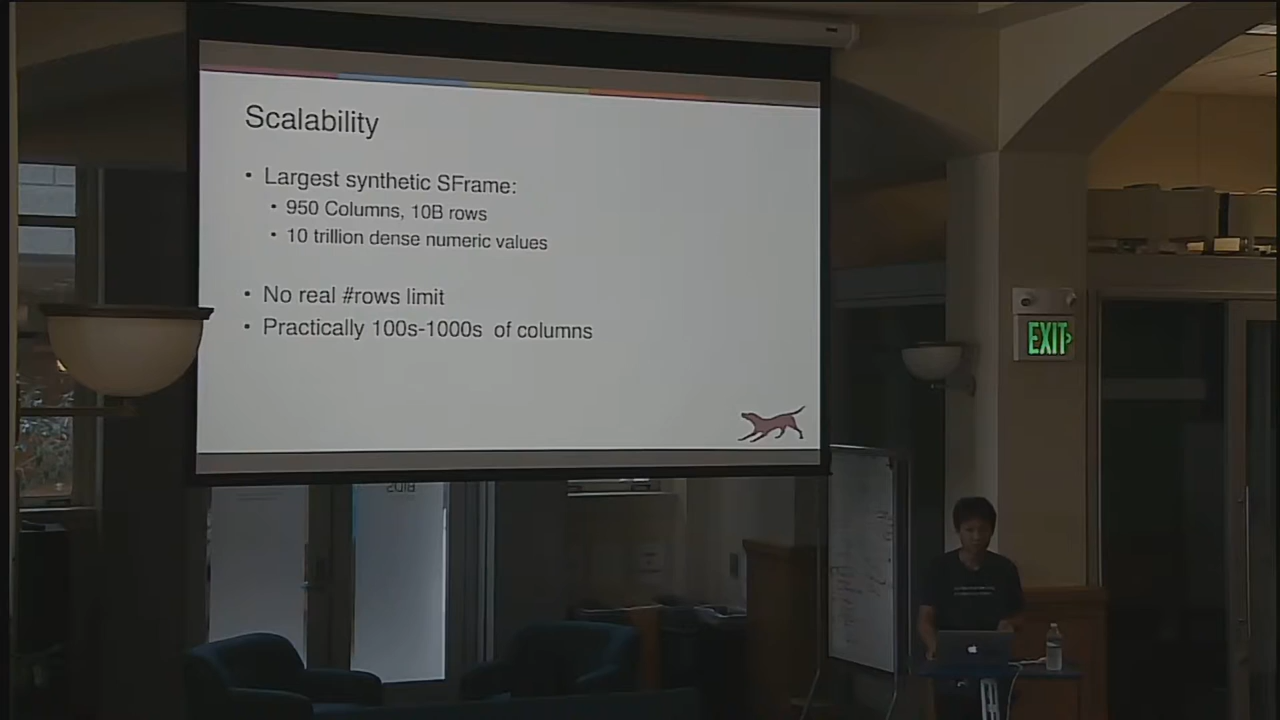 Scalability
• Largest synthetic SFrame:
• 950 Columns, 10B rows
• 10 trillion dense numeric values
• No real #rows limit
• Practically 100s-1000s of columns
EXIT